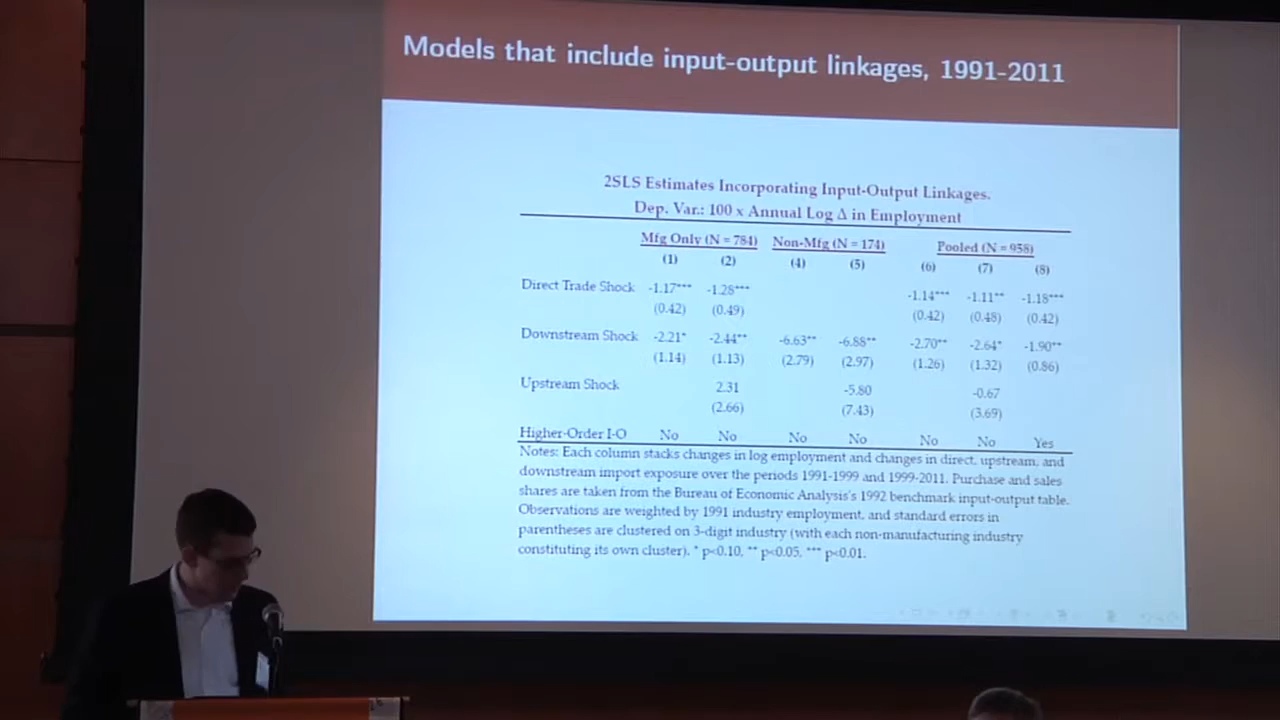 Models that include input-output linkages, 1991-2011
2SLS Estimates Incorporating Input-Output Linkages.
Dep. Var.: 100 x Annual Log Δ in Employment
Mfg Only (N = 784) Non-Mfg (N = 174) Pooled (N = 958)
(1) (2) (4) (5) (6) (7) (8)
Direct Trade Shock -1.17*** -1.28*** -1.14*** -1.11** -1.18***
(0.42) (0.49) (0.42) (0.48) (0.42)
Downstream Shock -2.21* -2.44** -6.63** -6.88** -2.70** -2.64* -1.90**
(1.14) (1.13) (2.79) (2.97) (1.26) (1.32) (0.86)
Upstream Shock 2.31 -5.80 -0.67
(2.66) (7.43) (3.69)
Higher-Order I-O No No No No No No Yes
Notes: Each column stacks changes in log employment and changes in direct, upstream, and
downstream import exposure over the periods 1991-1999 and 1999-2011. Purchase and sales
shares are taken from the Bureau of Economic Analysis's 1992 benchmark input-output table.
Observations are weighted by 1991 industry employment, and standard errors in
parentheses are clustered on 3-digit industry (with each non-manufacturing industry
constituting its own cluster). * p<0.10, ** p<0.05, *** p<0.01.